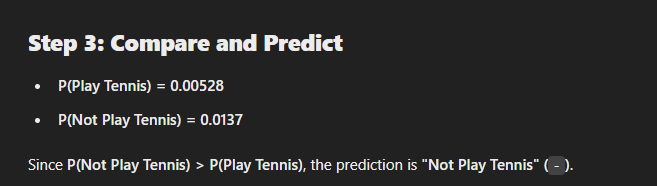 Step 3: Compare and Predict
• P(Play Tennis) = 0.00528
• P(Not Play Tennis) = 0.0137
Since P(Not Play Tennis) > P(Play Tennis), the prediction is "Not Play Tennis" ( - ).